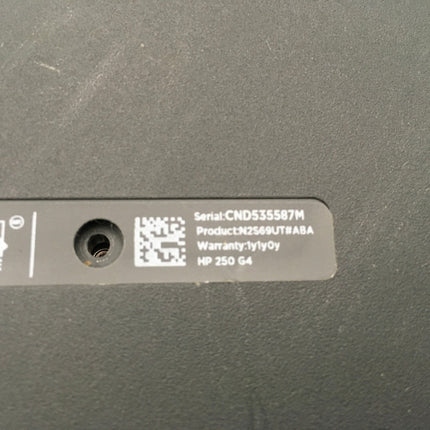 Serial:CND535587M
Product:N2S69UT#ABA
Warranty:1y1y0y
HP 250 G4